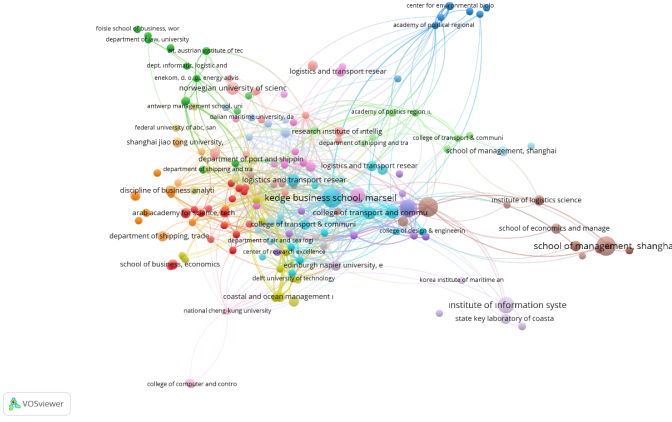 center for environmental biolo
academy of political regional
foisie school of business, wor
department of law, university
austrian institute of tec
dept. informatic, logistic and
logistics and transport resear
enekom, d. o. o., energy advis
norwegian university of scienc
antwerp management school, uni
italian maritime university, da
academy of politics region
federal university of abc, san
research institute of intellig
shanghai jiao tong university,
department of shipping and tra
college of transport & communi
school of management, shanghai
department of port and shippin
department of shipping and tra
logistics and transport resear
logistics and transport resear
discipline of business analyti
kedge business school, marseil
institute of logistics science
arab academy for science, tech
college of transport and commu
college of transport & communi
school of economics and manage
college of design & engineerin
department of shipping, trade
department of air and sea logi
school of management, shangha
center of research excellence
school of business, economics
edinburgh napier university, e
delft university of technology
korea institute of maritime an
coastal and ocean management i
institute of information syste
national cheng-kung university
state key laboratory of coasta
college of computer and contro
VOSviewer